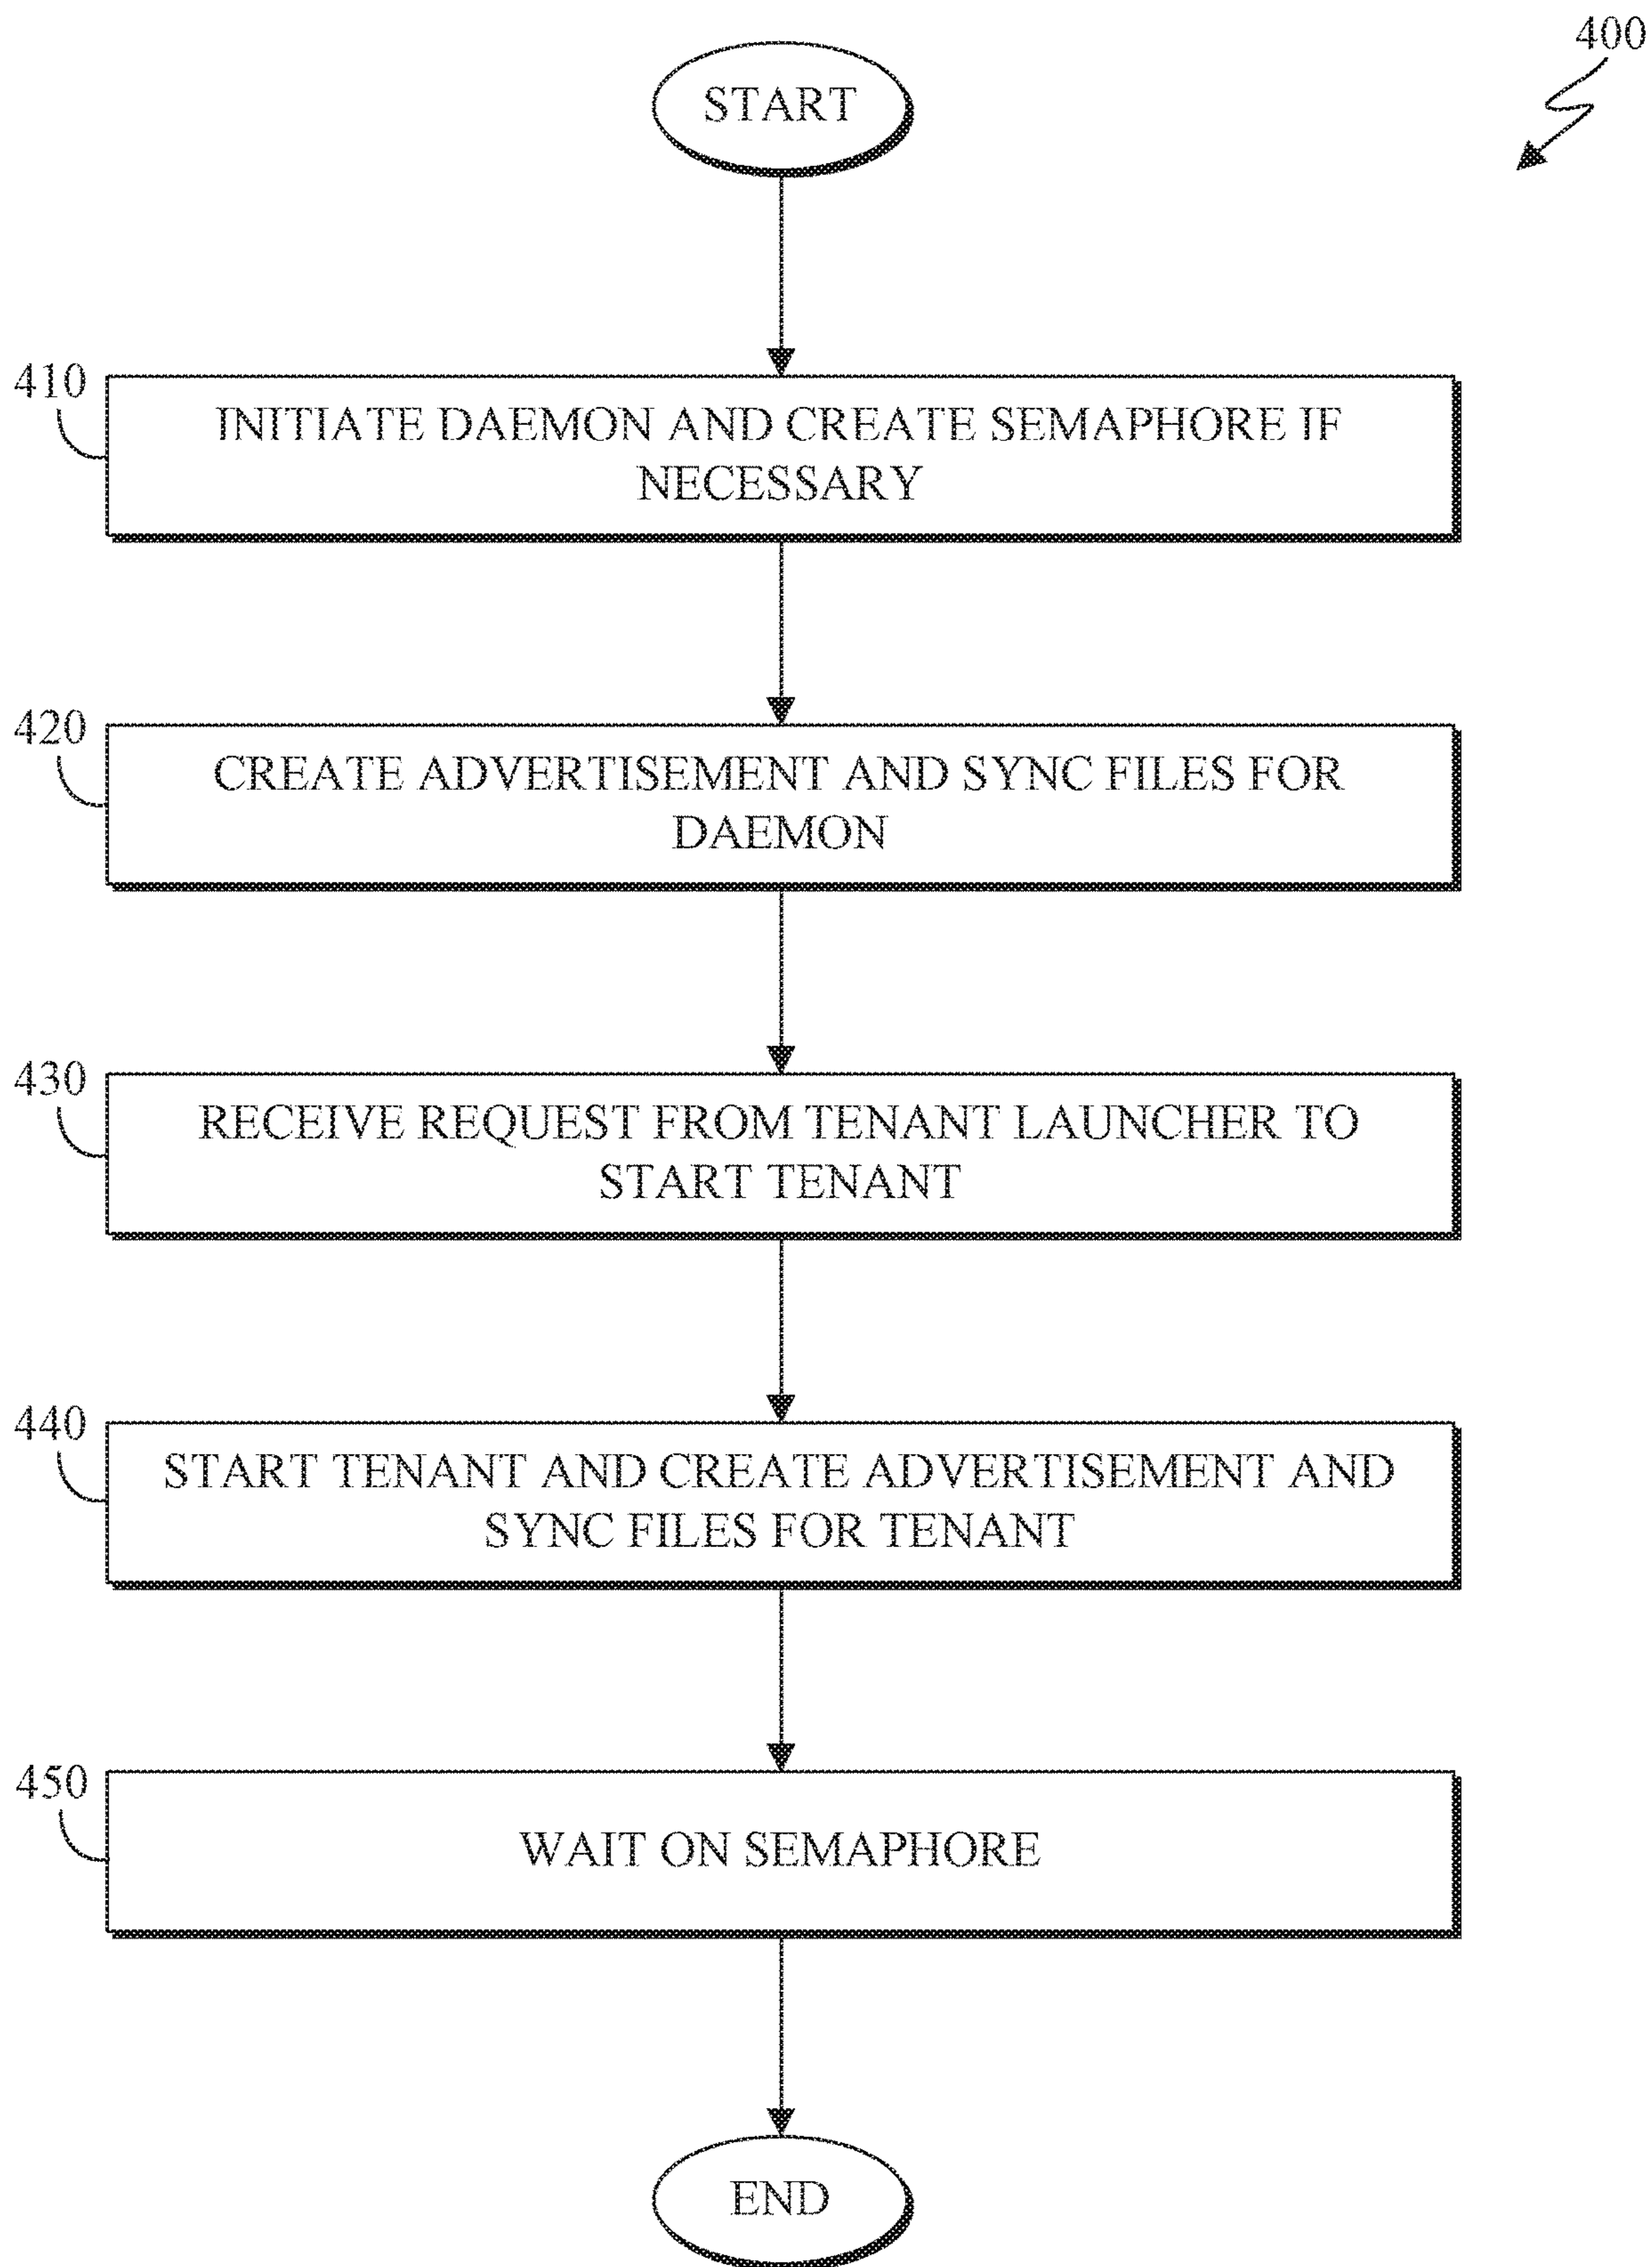 400
START
410
INITIATE DAEMON AND CREATE SEMAPHORE IF
NECESSARY
420
CREATE ADVERTISEMENT AND SYNC FILES FOR
DAEMON
430
RECEIVE REQUEST FROM TENANT LAUNCHER TO
START TENANT
440
START TENANT AND CREATE ADVERTISEMENT AND
SYNC FILES FOR TENANT
450
WAIT ON SEMAPHORE
END